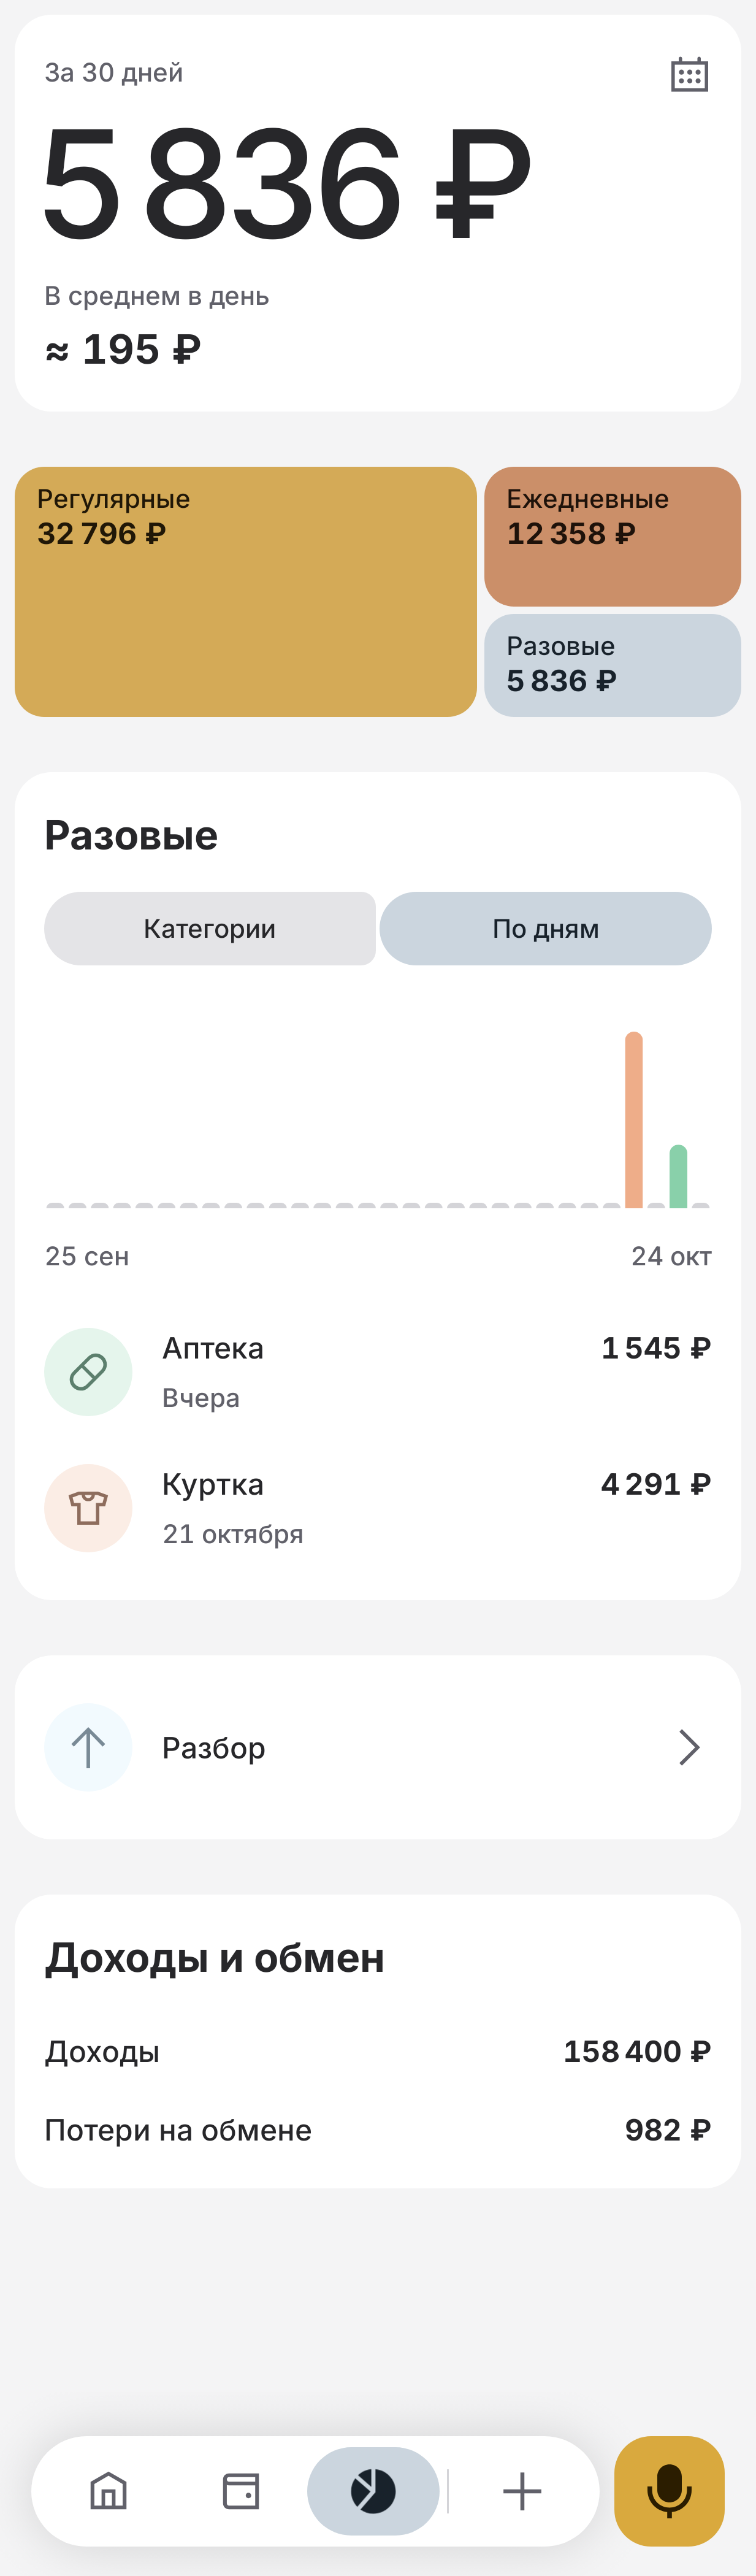 За 30 дней
5 836 ₽
В среднем в день
≈ 195 ₽
Регулярные
32 796 ₽
Ежедневные
12 358 ₽
Разовые
5 836 ₽
Разовые
Категории
По дням
25 сен
24 окт
Аптека
1 545 ₽
Вчера
Куртка
4 291 ₽
21 октября
Разбор
Доходы и обмен
Доходы
158 400 ₽
Потери на обмене
982 ₽